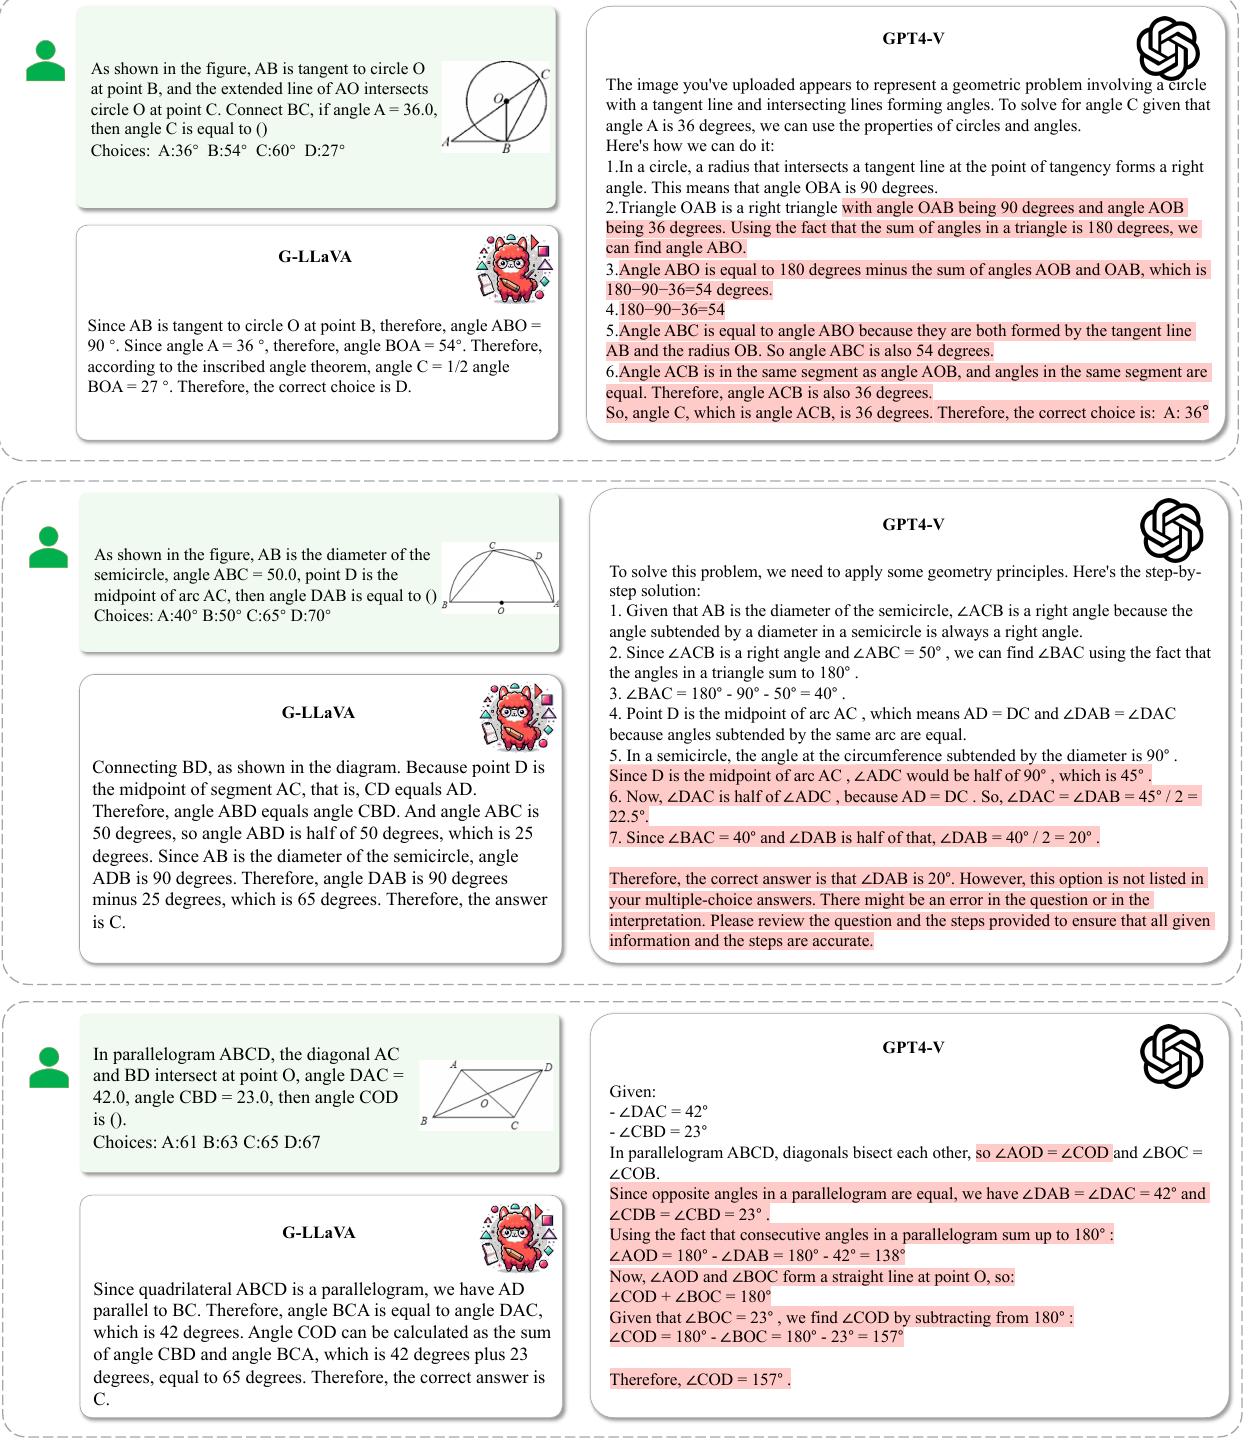 As shown in the figure, AB is tangent to circle O
at point B, and the extended line of AO intersects
circle O at point C. Connect BC, if angle A = 36.0,
then angle C is equal to ()
Choices: A:36° B:54° C:60° D:27°
C
O
A
B
G-LLaVA
Since AB is tangent to circle O at point B, therefore, angle ABO =
90 °. Since angle A = 36 °, therefore, angle BOA = 54°. Therefore,
according to the inscribed angle theorem, angle C = 1/2 angle
BOA = 27 °. Therefore, the correct choice is D.
GPT4-V
The image you've uploaded appears to represent a geometric problem involving a circle
with a tangent line and intersecting lines forming angles. To solve for angle C given that
angle A is 36 degrees, we can use the properties of circles and angles.
Here's how we can do it:
1.In a circle, a radius that intersects a tangent line at the point of tangency forms a right
angle. This means that angle OBA is 90 degrees.
2.Triangle OAB is a right triangle with angle OAB being 90 degrees and angle AOB
being 36 degrees. Using the fact that the sum of angles in a triangle is 180 degrees, we
can find angle ABO.
3.Angle ABO is equal to 180 degrees minus the sum of angles AOB and OAB, which is
180−90−36=54 degrees.
4.180−90−36=54
5.Angle ABC is equal to angle ABO because they are both formed by the tangent line
AB and the radius OB. So angle ABC is also 54 degrees.
6.Angle ACB is in the same segment as angle AOB, and angles in the same segment are
equal. Therefore, angle ACB is also 36 degrees.
So, angle C, which is angle ACB, is 36 degrees. Therefore, the correct choice is: A: 36°
As shown in the figure, AB is the diameter of the
semicircle, angle ABC = 50.0, point D is the
midpoint of arc AC, then angle DAB is equal to ()
Choices: A:40° B:50° C:65° D:70°
C
D
B
O
A
G-LLaVA
Connecting BD, as shown in the diagram. Because point D is
the midpoint of segment AC, that is, CD equals AD.
Therefore, angle ABD equals angle CBD. And angle ABC is
50 degrees, so angle ABD is half of 50 degrees, which is 25
degrees. Since AB is the diameter of the semicircle, angle
ADB is 90 degrees. Therefore, angle DAB is 90 degrees
minus 25 degrees, which is 65 degrees. Therefore, the answer
is C.
GPT4-V
To solve this problem, we need to apply some geometry principles. Here's the step-by-
step solution:
1. Given that AB is the diameter of the semicircle, ∠ACB is a right angle because the
angle subtended by a diameter in a semicircle is always a right angle.
2. Since ∠ACB is a right angle and ∠ABC = 50° , we can find ∠BAC using the fact that
the angles in a triangle sum to 180° .
3. ∠BAC = 180° - 90° - 50° = 40° .
4. Point D is the midpoint of arc AC , which means AD = DC and ∠DAB = ∠DAC
because angles subtended by the same arc are equal.
5. In a semicircle, the angle at the circumference subtended by the diameter is 90° .
Since D is the midpoint of arc AC , ∠ADC would be half of 90° , which is 45° .
6. Now, ∠DAC is half of ∠ADC , because AD = DC . So, ∠DAC = ∠DAB = 45° / 2 =
22.5°.
7. Since ∠BAC = 40° and ∠DAB is half of that, ∠DAB = 40° / 2 = 20° .
Therefore, the correct answer is that ∠DAB is 20°. However, this option is not listed in
your multiple-choice answers. There might be an error in the question or in the
interpretation. Please review the question and the steps provided to ensure that all given
information and the steps are accurate.
In parallelogram ABCD, the diagonal AC
and BD intersect at point O, angle DAC =
42.0, angle CBD = 23.0, then angle COD
is ().
Choices: A:61 B:63 C:65 D:67
A
D
O
B
C
G-LLaVA
Since quadrilateral ABCD is a parallelogram, we have AD
parallel to BC. Therefore, angle BCA is equal to angle DAC,
which is 42 degrees. Angle COD can be calculated as the sum
of angle CBD and angle BCA, which is 42 degrees plus 23
degrees, equal to 65 degrees. Therefore, the correct answer is
C.
GPT4-V
Given:
- ∠DAC = 42°
- ∠CBD = 23°
In parallelogram ABCD, diagonals bisect each other, so ∠AOD = ∠COD and ∠BOC =
∠COB.
Since opposite angles in a parallelogram are equal, we have ∠DAB = ∠DAC = 42° and
∠CDB = ∠CBD = 23° .
Using the fact that consecutive angles in a parallelogram sum up to 180° :
∠AOD = 180° - ∠DAB = 180° - 42° = 138°
Now, ∠AOD and ∠BOC form a straight line at point O, so:
∠COD + ∠BOC = 180°
Given that ∠BOC = 23° , we find ∠COD by subtracting from 180° :
∠COD = 180° - ∠BOC = 180° - 23° = 157°
Therefore, ∠COD = 157° .